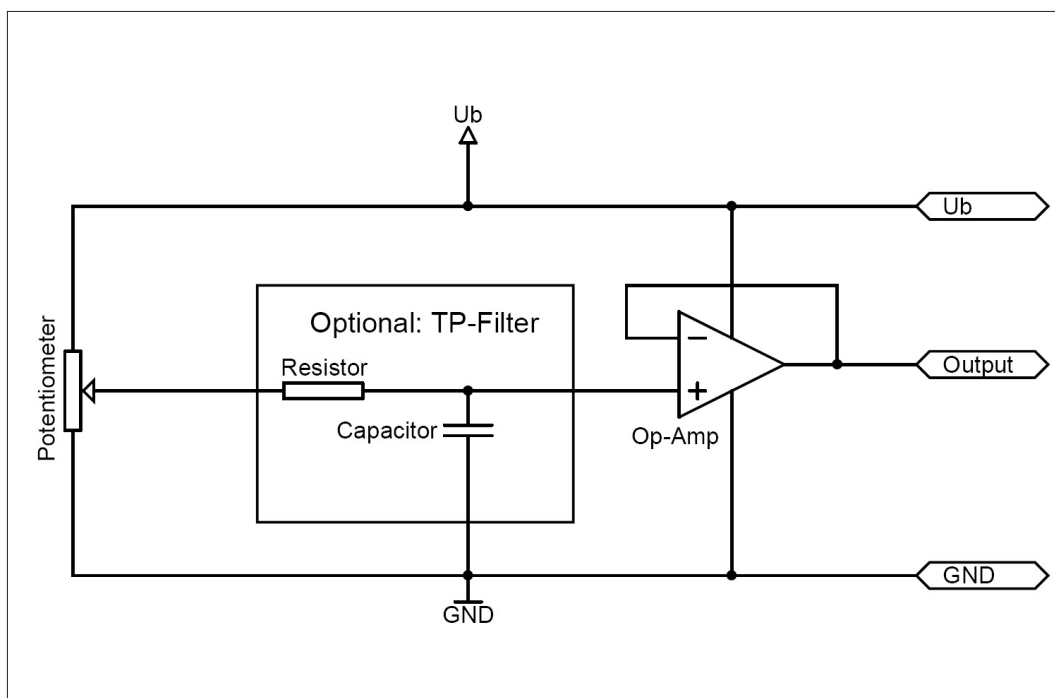 Ub
Ub
Optional: TP-Filter
Resistor
Potentiometer
Output
Capacitor
Op-Amp
GND
GND